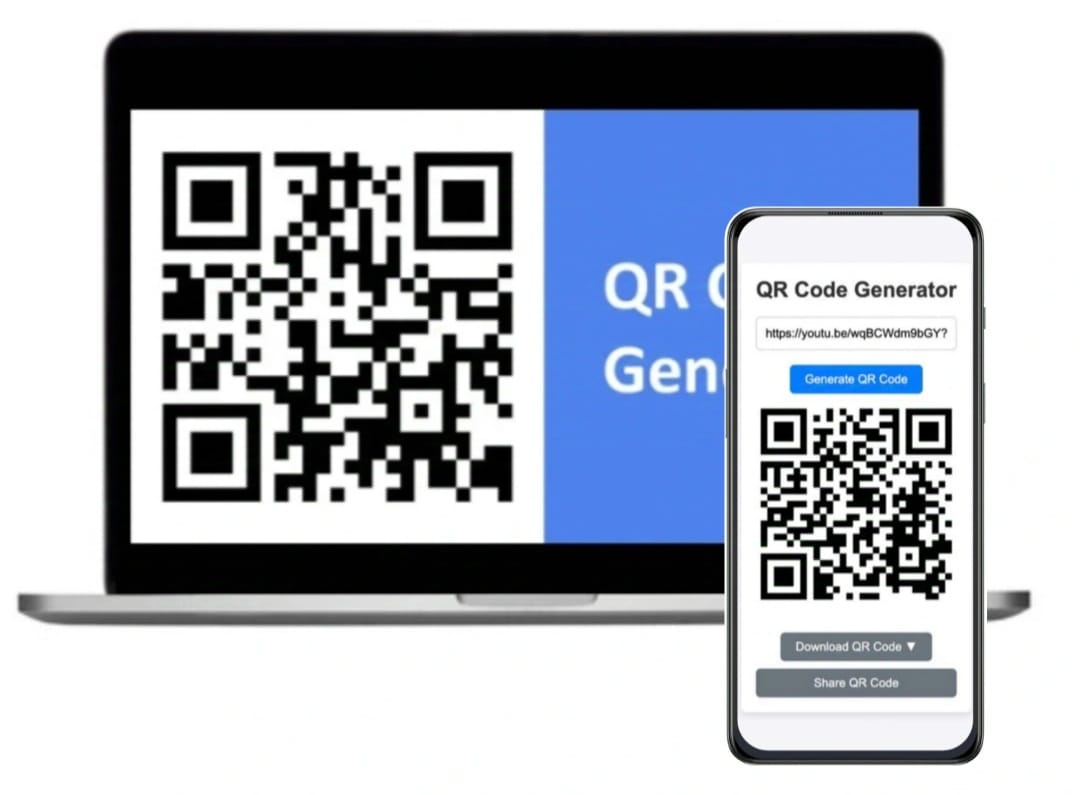 QR
Gen
QR Code Generator
https://youtu.be/wqBCWdm9bGY?
Generate QR Code
Download QR Code ▼
Share QR Code